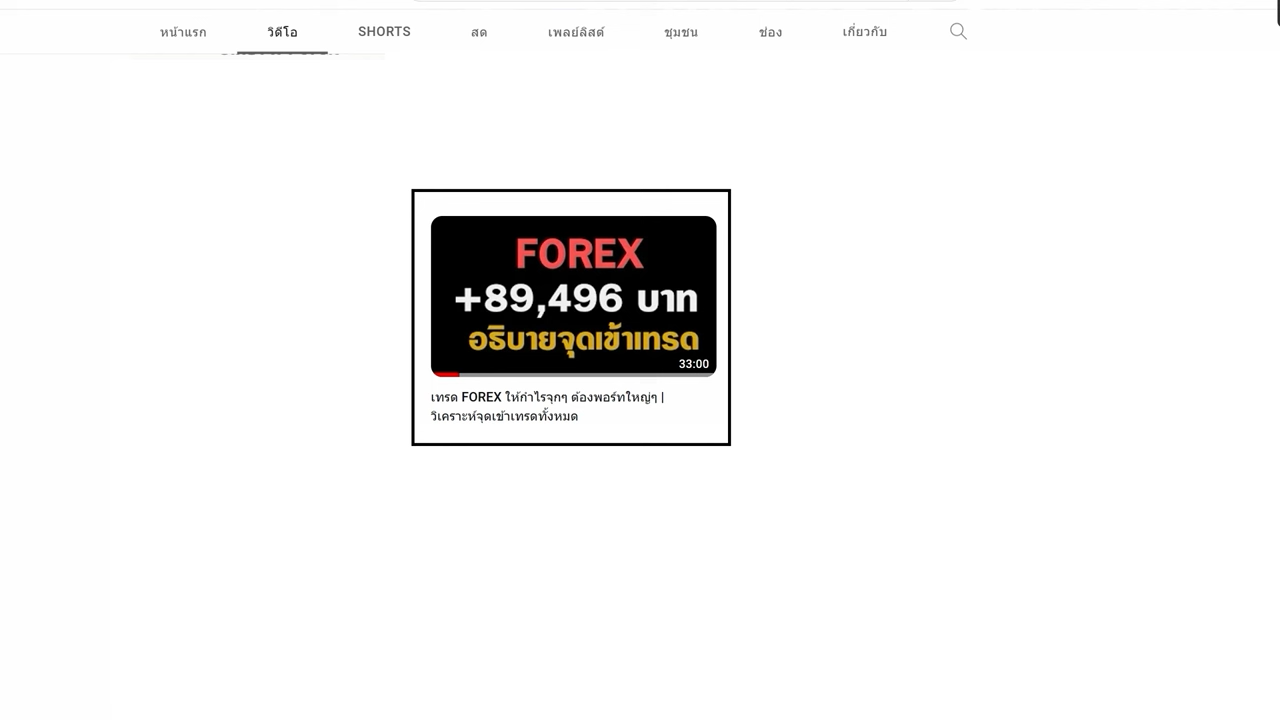 หน้าแรก วิดีโอ SHORTS สด เพลย์ลิสต์ ชุมชน ช่อง เกี่ยวกับ
FOREX
+89,496 บาท
อธิบายจุดเข้าเทรด
33:00
เทรด FOREX ให้กำไรจุกๆ ต้องพอร์ทใหญ่ๆ |
วิเคราะห์จุดเข้าเทรดทั้งหมด